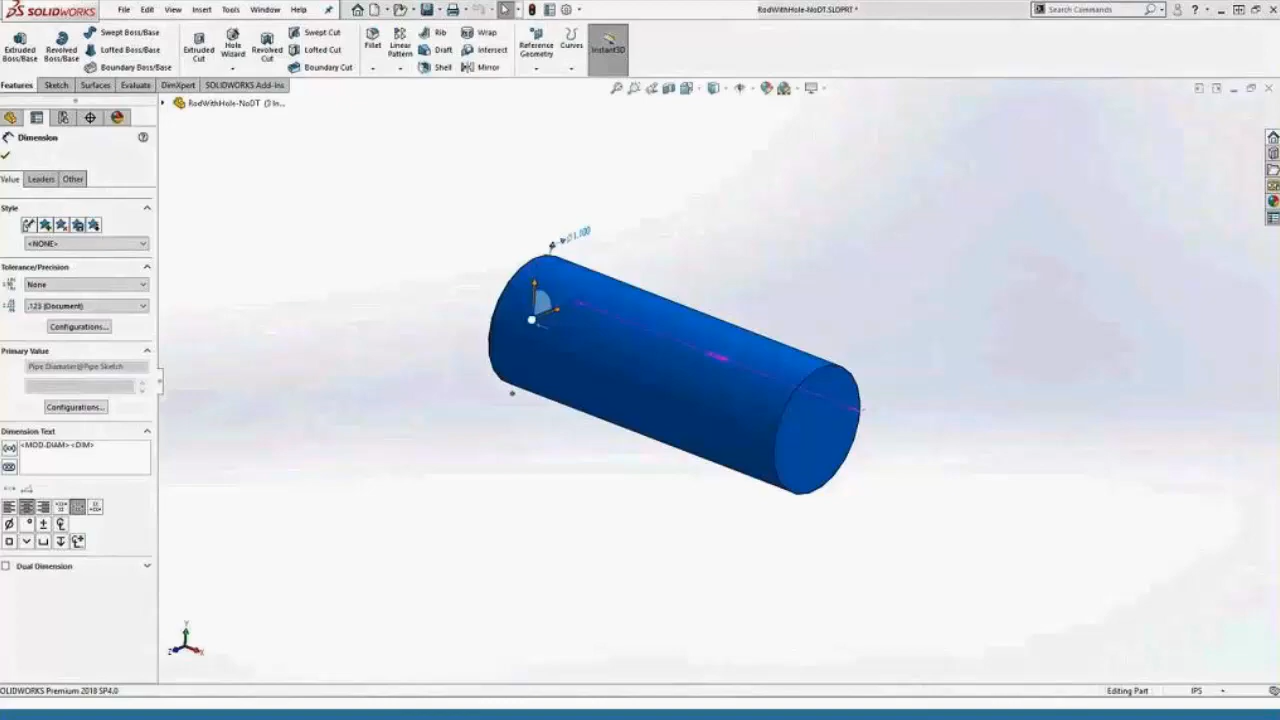 SOLIDWORKS File Edit View Insert Tools Window Help RodWithHole-NoDT.SLDPRT * Search Commands
Extruded Boss/Base
Revolved Boss/Base
Swept Boss/Base
Lofted Boss/Base
Boundary Boss/Base
Extruded Cut
Hole Wizard
Revolved Cut
Swept Cut
Lofted Cut
Boundary Cut
Fillet
Linear Pattern
Rib
Draft
Shell
Wrap
Intersect
Mirror
Reference Geometry
Curves
Instant3D
Features Sketch Surfaces Evaluate DimXpert SOLIDWORKS Add-Ins
RodWithHole-NoDT (3 In...
Dimension
Value Leaders Other
Style
<NONE>
Tolerance/Precision
None
.123 (Document)
Configurations...
Primary Value
Pipe Diameter@Pipe Sketch
Configurations...
Dimension Text
<MOD-DIAM><DIM>
Dual Dimension
Y
Z X
OLIDWORKS Premium 2018 SP4.0 Editing Part IPS